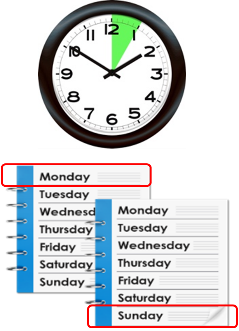 12
11 1
10 2
9 3
8 4
7 5
6
Monday
Tuesday
Wednesd
Thursday
Friday
Saturday
Sunday
Monday
Tuesday
Wednesday
Thursday
Friday
Saturday
Sunday